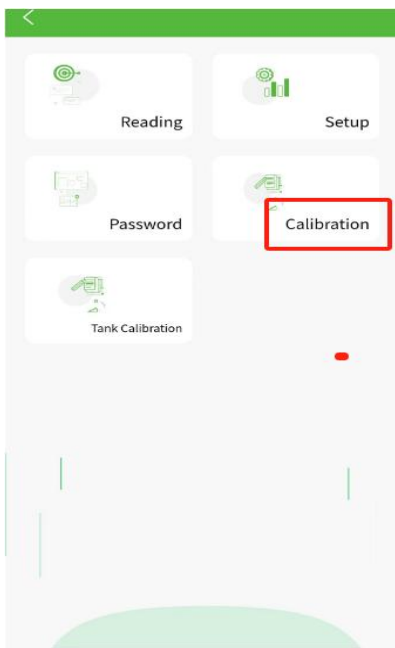 Reading
Setup
Password
Calibration
Tank Calibration